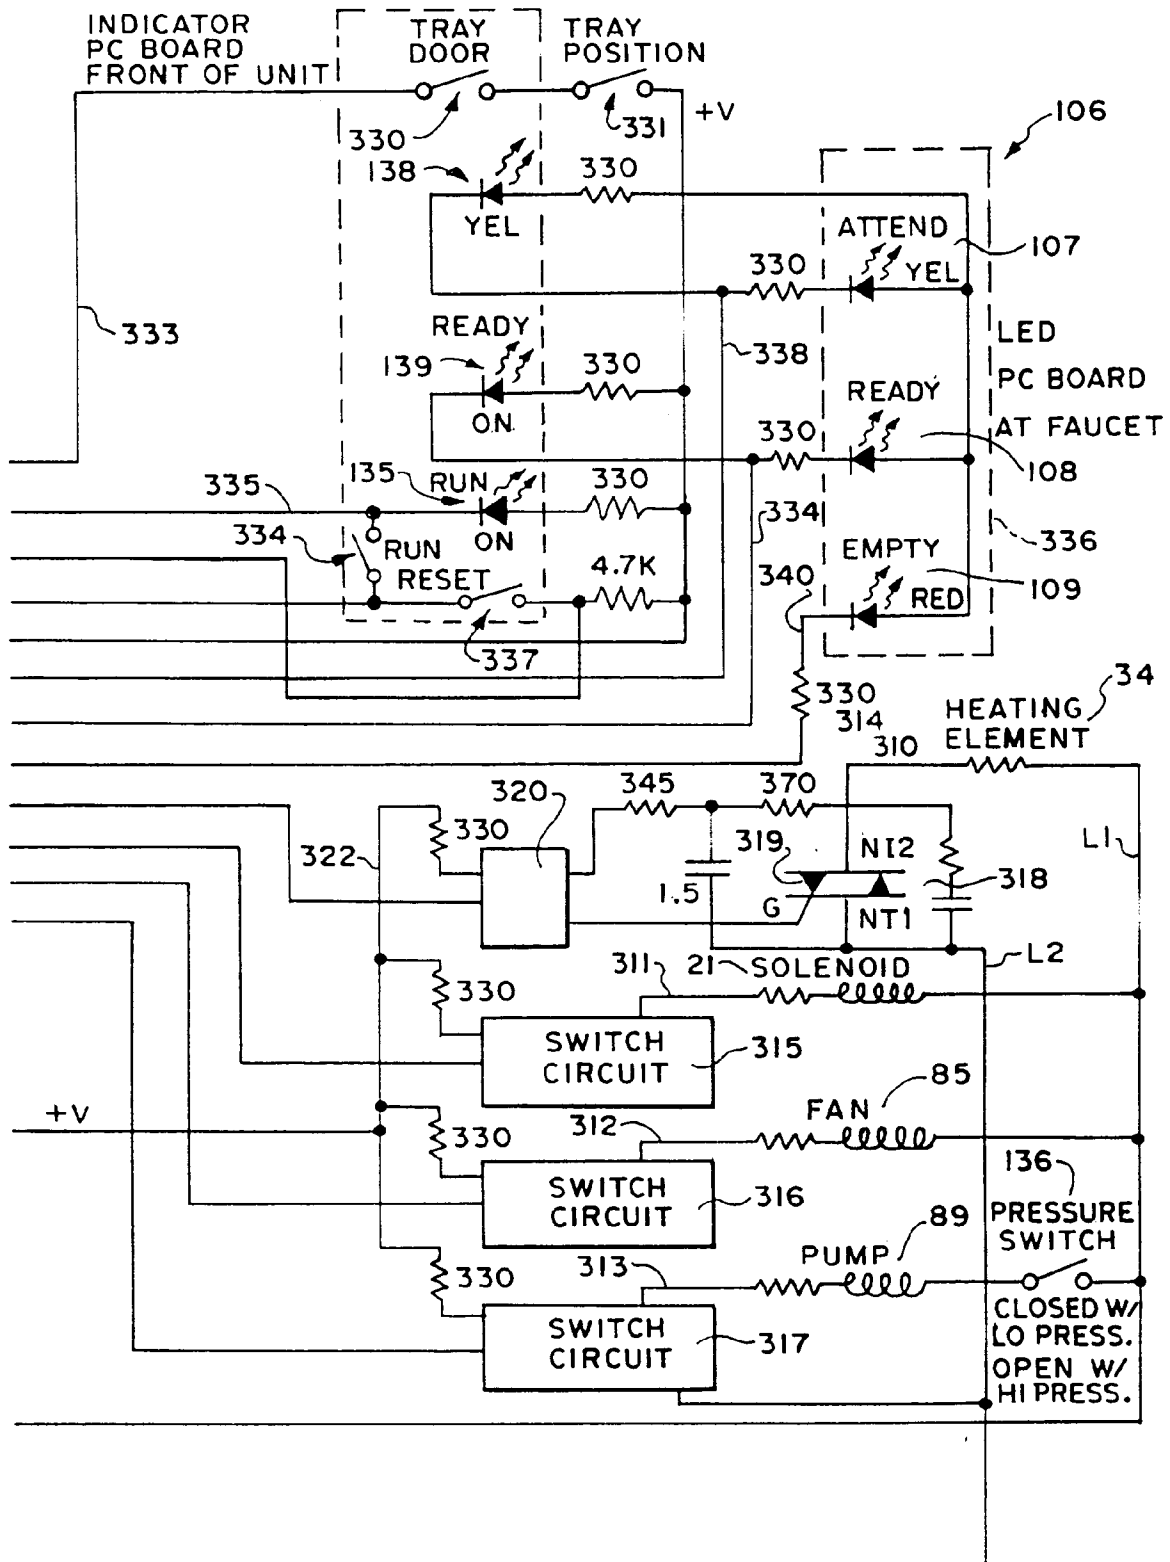 INDICATOR
PC BOARD
FRONT OF UNIT
TRAY
DOOR
TRAY
POSITION
330
331
+V
106
138
YEL
330
ATTEND
107
330
YEL
333
READY
338
LED
139
330
PC BOARD
READY
ON
330
AT FAUCET
108
335
135
RUN
330
334
336
334
RUN
ON
EMPTY
RESET
4.7K
340
RED
109
337
330
314
34
HEATING
ELEMENT
310
320
345
370
330
319
NI2
L1
322
1.5
318
G
NT1
L2
311
21
SOLENOID
330
SWITCH
CIRCUIT
315
85
+V
FAN
312
330
136
SWITCH
CIRCUIT
316
89
PRESSURE
SWITCH
PUMP
313
330
SWITCH
CIRCUIT
317
CLOSED W/
LO PRESS.
OPEN W/
HI PRESS.